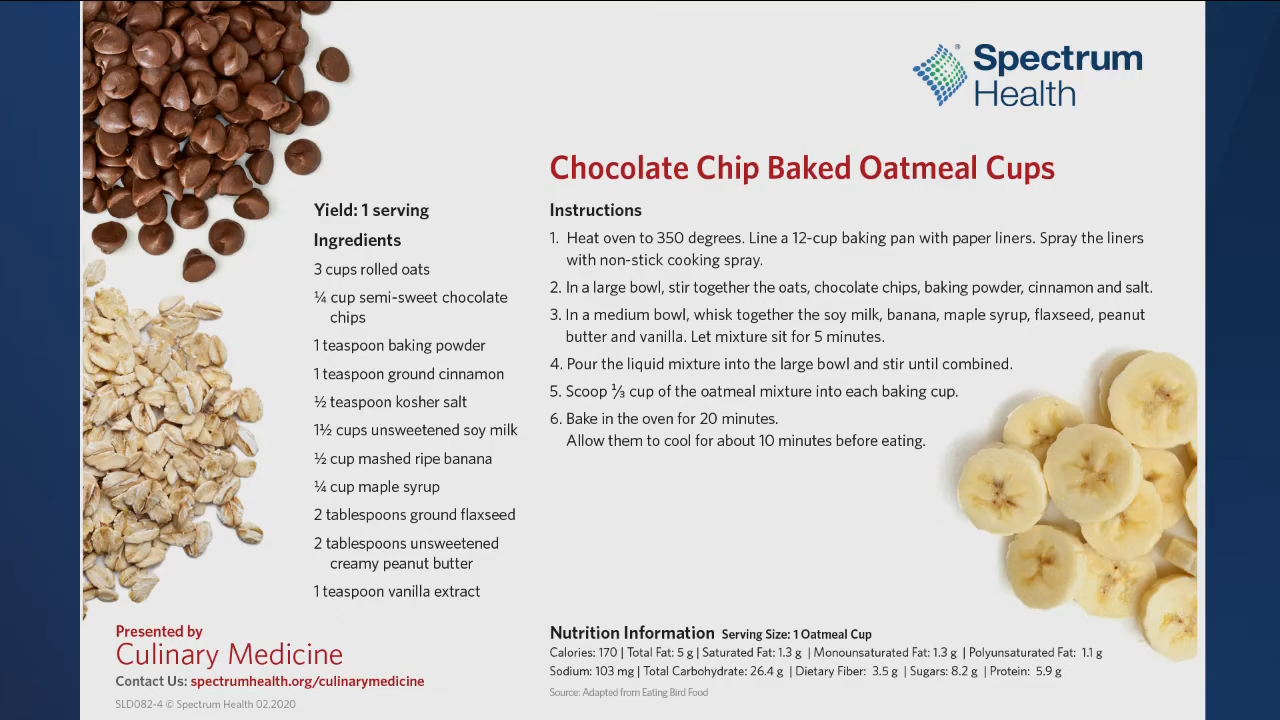 Spectrum
Health
®
Chocolate Chip Baked Oatmeal Cups
Yield: 1 serving
Ingredients
3 cups rolled oats
¼ cup semi-sweet chocolate
chips
1 teaspoon baking powder
1 teaspoon ground cinnamon
½ teaspoon kosher salt
1½ cups unsweetened soy milk
½ cup mashed ripe banana
¼ cup maple syrup
2 tablespoons ground flaxseed
2 tablespoons unsweetened
creamy peanut butter
1 teaspoon vanilla extract
Instructions
1. Heat oven to 350 degrees. Line a 12-cup baking pan with paper liners. Spray the liners
with non-stick cooking spray.
2. In a large bowl, stir together the oats, chocolate chips, baking powder, cinnamon and salt.
3. In a medium bowl, whisk together the soy milk, banana, maple syrup, flaxseed, peanut
butter and vanilla. Let mixture sit for 5 minutes.
4. Pour the liquid mixture into the large bowl and stir until combined.
5. Scoop ⅓ cup of the oatmeal mixture into each baking cup.
6. Bake in the oven for 20 minutes.
Allow them to cool for about 10 minutes before eating.
Presented by
Culinary Medicine
Contact Us: spectrumhealth.org/culinarymedicine
SLD082-4 © Spectrum Health 02.2020
Nutrition Information Serving Size: 1 Oatmeal Cup
Calories: 170 | Total Fat: 5 g | Saturated Fat: 1.3 g | Monounsaturated Fat: 1.3 g | Polyunsaturated Fat: 1.1 g
Sodium: 103 mg | Total Carbohydrate: 26.4 g | Dietary Fiber: 3.5 g | Sugars: 8.2 g | Protein: 5.9 g
Source: Adapted from Eating Bird Food